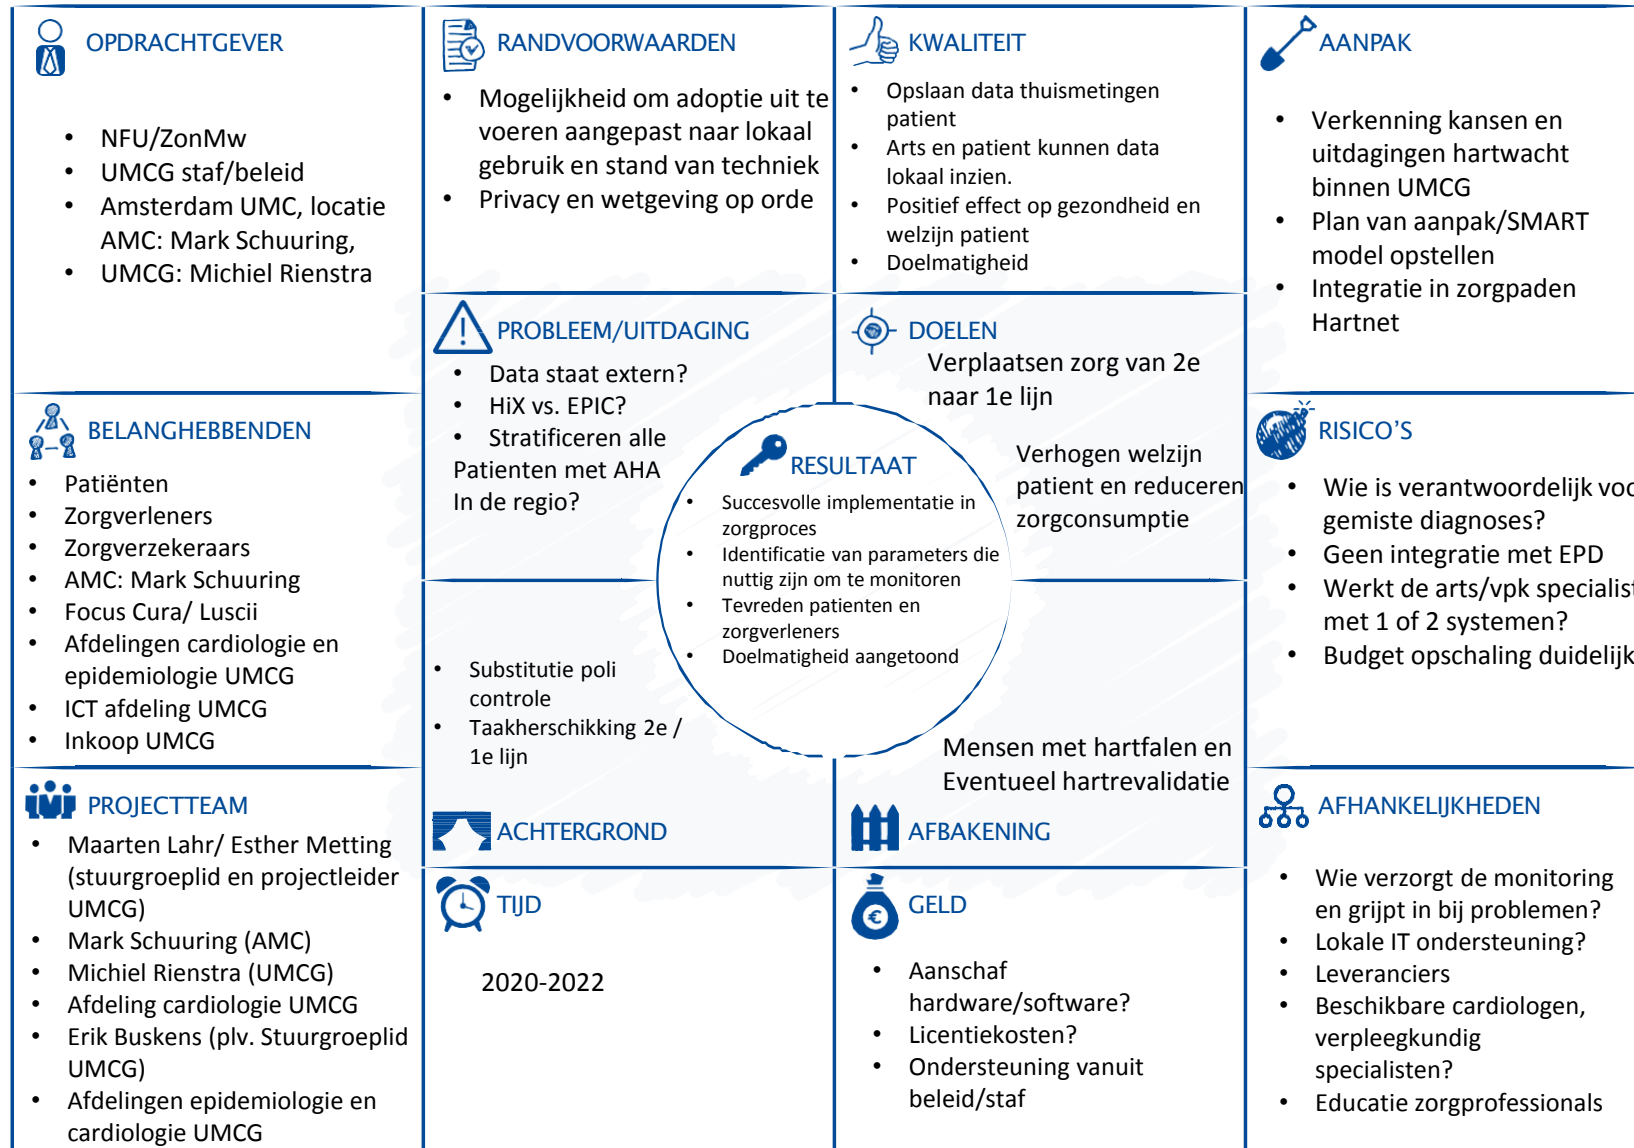 OPDRACHTGEVER
• NFU/ZonMw
• UMCG staf/beleid
• Amsterdam UMC, locatie
AMC: Mark Schuuring,
• UMCG: Michiel Rienstra
RANDVOORWAARDEN
• Mogelijkheid om adoptie uit te
voeren aangepast naar lokaal
gebruik en stand van techniek
• Privacy en wetgeving op orde
KWALITEIT
• Opslaan data thuismetingen
patient
• Arts en patient kunnen data
lokaal inzien.
• Positief effect op gezondheid en
welzijn patient
• Doelmatigheid
AANPAK
• Verkenning kansen en
uitdagingen hartwacht
binnen UMCG
• Plan van aanpak/SMART
model opstellen
• Integratie in zorgpaden
Hartnet
PROBLEEM/UITDAGING
• Data staat extern?
• HiX vs. EPIC?
• Stratificeren alle
Patienten met AHA
In de regio?
DOELEN
Verplaatsen zorg van 2e
naar 1e lijn
Verhogen welzijn
patient en reduceren
zorgconsumptie
BELANGHEBBENDEN
• Patiënten
• Zorgverleners
• Zorgverzekeraars
• AMC: Mark Schuuring
• Focus Cura/ Luscii
• Afdelingen cardiologie en
epidemiologie UMCG
• ICT afdeling UMCG
• Inkoop UMCG
RESULTAAT
• Succesvolle implementatie in
zorgproces
• Identificatie van parameters die
nuttig zijn om te monitoren
• Tevreden patienten en
zorgverleners
• Doelmatigheid aangetoond
RISICO'S
• Wie is verantwoordelijk voo
gemiste diagnoses?
• Geen integratie met EPD
• Werkt de arts/vpk specialist
met 1 of 2 systemen?
• Budget opschaling duidelijk
• Substitutie poli
controle
• Taakherschikking 2e /
1e lijn
ACHTERGROND
Mensen met hartfalen en
Eventueel hartrevalidatie
AFBAKENING
PROJECTTEAM
• Maarten Lahr/ Esther Metting
(stuurgroeplid en projectleider
UMCG)
• Mark Schuuring (AMC)
• Michiel Rienstra (UMCG)
• Afdeling cardiologie UMCG
• Erik Buskens (plv. Stuurgroeplid
UMCG)
• Afdelingen epidemiologie en
cardiologie UMCG
TIJD
2020-2022
GELD
• Aanschaf
hardware/software?
• Licentiekosten?
• Ondersteuning vanuit
beleid/staf
AFHANKELIJKHEDEN
• Wie verzorgt de monitoring
en grijpt in bij problemen?
• Lokale IT ondersteuning?
• Leveranciers
• Beschikbare cardiologen,
verpleegkundig
specialisten?
• Educatie zorgprofessionals